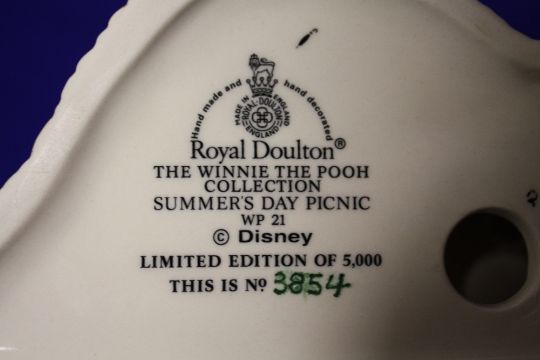 Hand made and hand decorated
MADE IN ENGLAND
ROYAL DOULTON
ENGLAND
Royal Doulton®
THE WINNIE THE POOH
COLLECTION
SUMMER'S DAY PICNIC
WP 21
© Disney
LIMITED EDITION OF 5,000
THIS IS Nº 3854